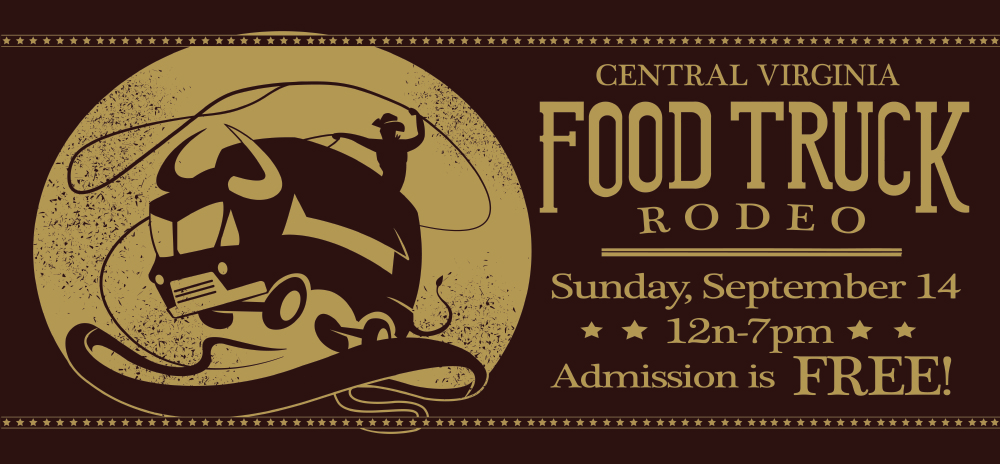 CENTRAL VIRGINIA
FOOD TRUCK
RODEO
Sunday, September 14
12n-7pm
Admission is FREE!